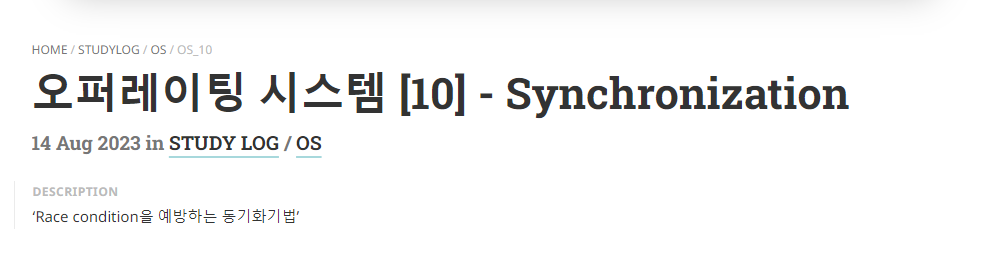 HOME / STUDYLOG / OS / OS_10
오퍼레이팅 시스템 [10] - Synchronization
14 Aug 2023 in STUDY LOG / OS
DESCRIPTION
‘Race condition을 예방하는 동기화기법’